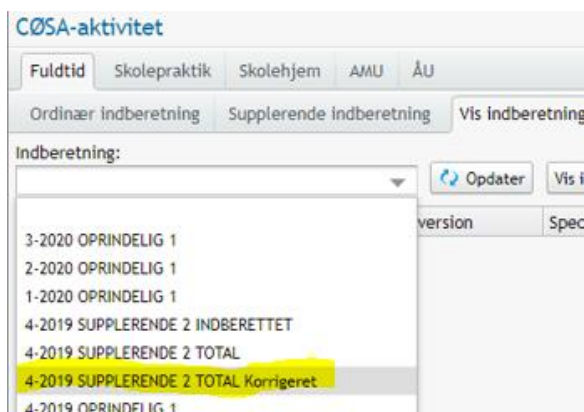 CØSA-aktivitet
Fuldtid Skolepraktik Skolehjem AMU ÅU
Ordinær indberetning Supplerende indberetning Vis indberetning
Indberetning:
Opdater Vis i
version Spec
3-2020 OPRINDELIG 1
2-2020 OPRINDELIG 1
1-2020 OPRINDELIG 1
4-2019 SUPPLERENDE 2 INDBERETTET
4-2019 SUPPLERENDE 2 TOTAL
4-2019 SUPPLERENDE 2 TOTAL Korrigeret
4-2019 OPRINDELIG 1